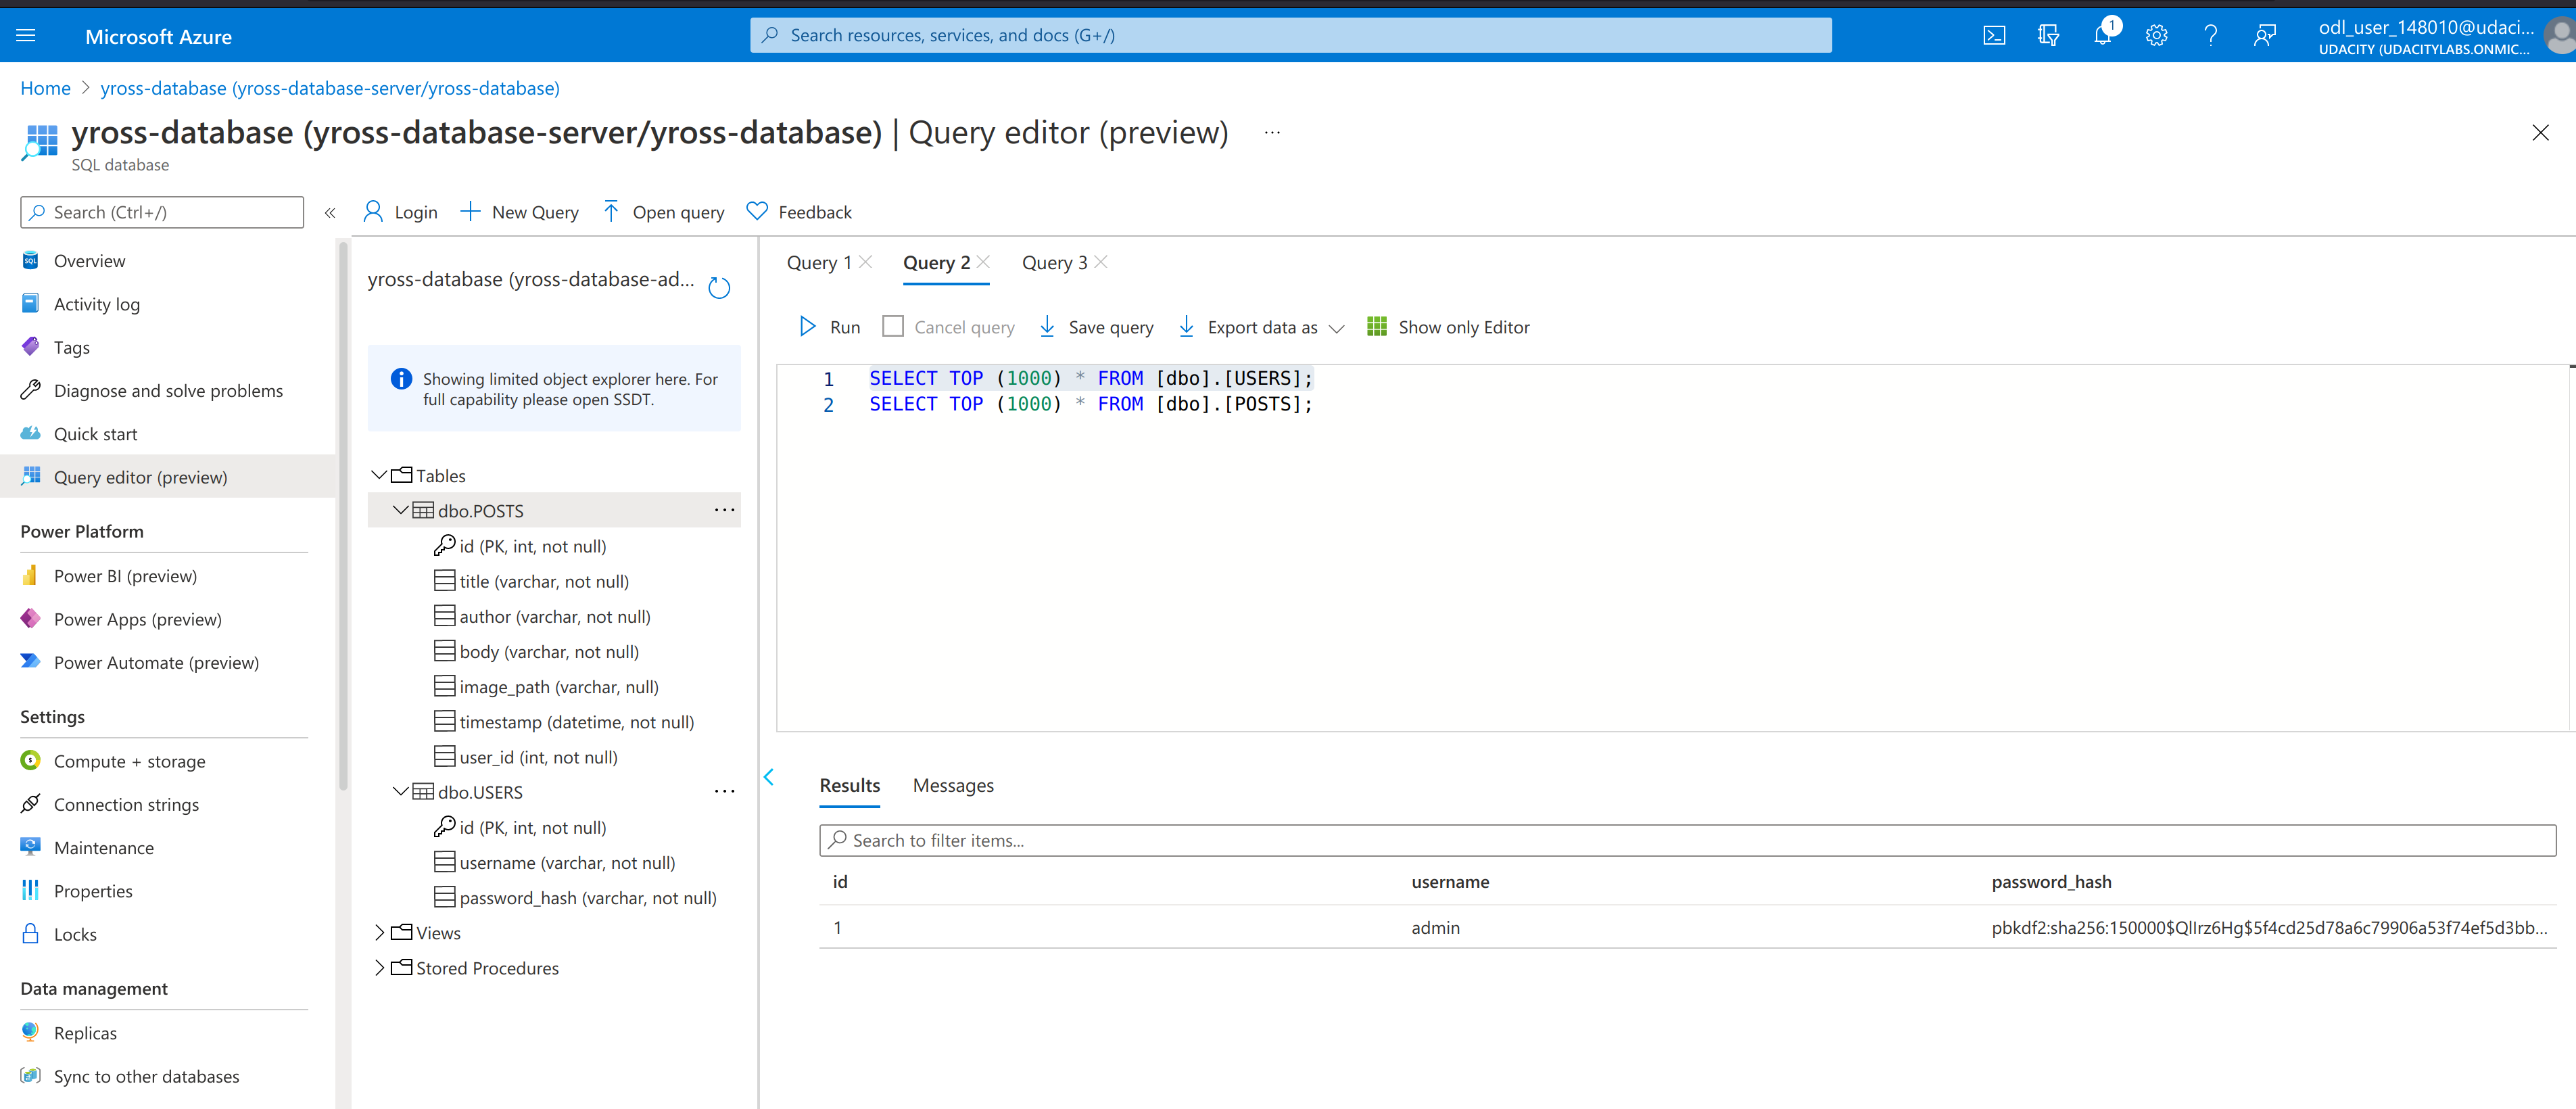 Microsoft Azure
Search resources, services, and docs (G+/)
1
odl_user_148010@udaci...
UDACITY (UDACITYLABS.ONMIC...
Home > yross-database (yross-database-server/yross-database)
yross-database (yross-database-server/yross-database) | Query editor (preview) ...
SQL database
Search (Ctrl+/)
«
Login
New Query
Open query
Feedback
Overview
Activity log
Tags
Diagnose and solve problems
Quick start
Query editor (preview)
Power Platform
Power BI (preview)
Power Apps (preview)
Power Automate (preview)
Settings
Compute + storage
Connection strings
Maintenance
Properties
Locks
Data management
Replicas
Sync to other databases
yross-database (yross-database-ad...
Showing limited object explorer here. For
full capability please open SSDT.
Tables
dbo.POSTS ...
id (PK, int, not null)
title (varchar, not null)
author (varchar, not null)
body (varchar, not null)
image_path (varchar, null)
timestamp (datetime, not null)
user_id (int, not null)
dbo.USERS ...
id (PK, int, not null)
username (varchar, not null)
password_hash (varchar, not null)
Views
Stored Procedures
Query 1
Query 2
Query 3
Run
Cancel query
Save query
Export data as
Show only Editor
1 SELECT TOP (1000) * FROM [dbo].[USERS];
2 SELECT TOP (1000) * FROM [dbo].[POSTS];
Results
Messages
Search to filter items...
id username password_hash
1 admin pbkdf2:sha256:150000$QlIrz6Hg$5f4cd25d78a6c79906a53f74ef5d3bb...